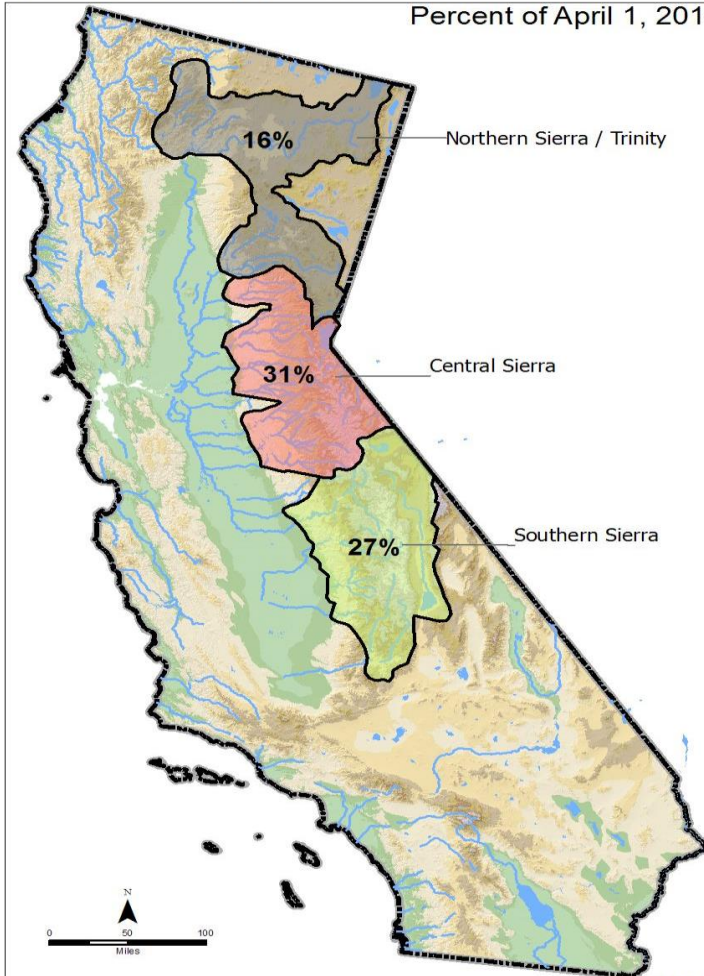 Percent of April 1, 201
16%
Northern Sierra / Trinity
31%
Central Sierra
27%
Southern Sierra
N
0 50 100
Miles